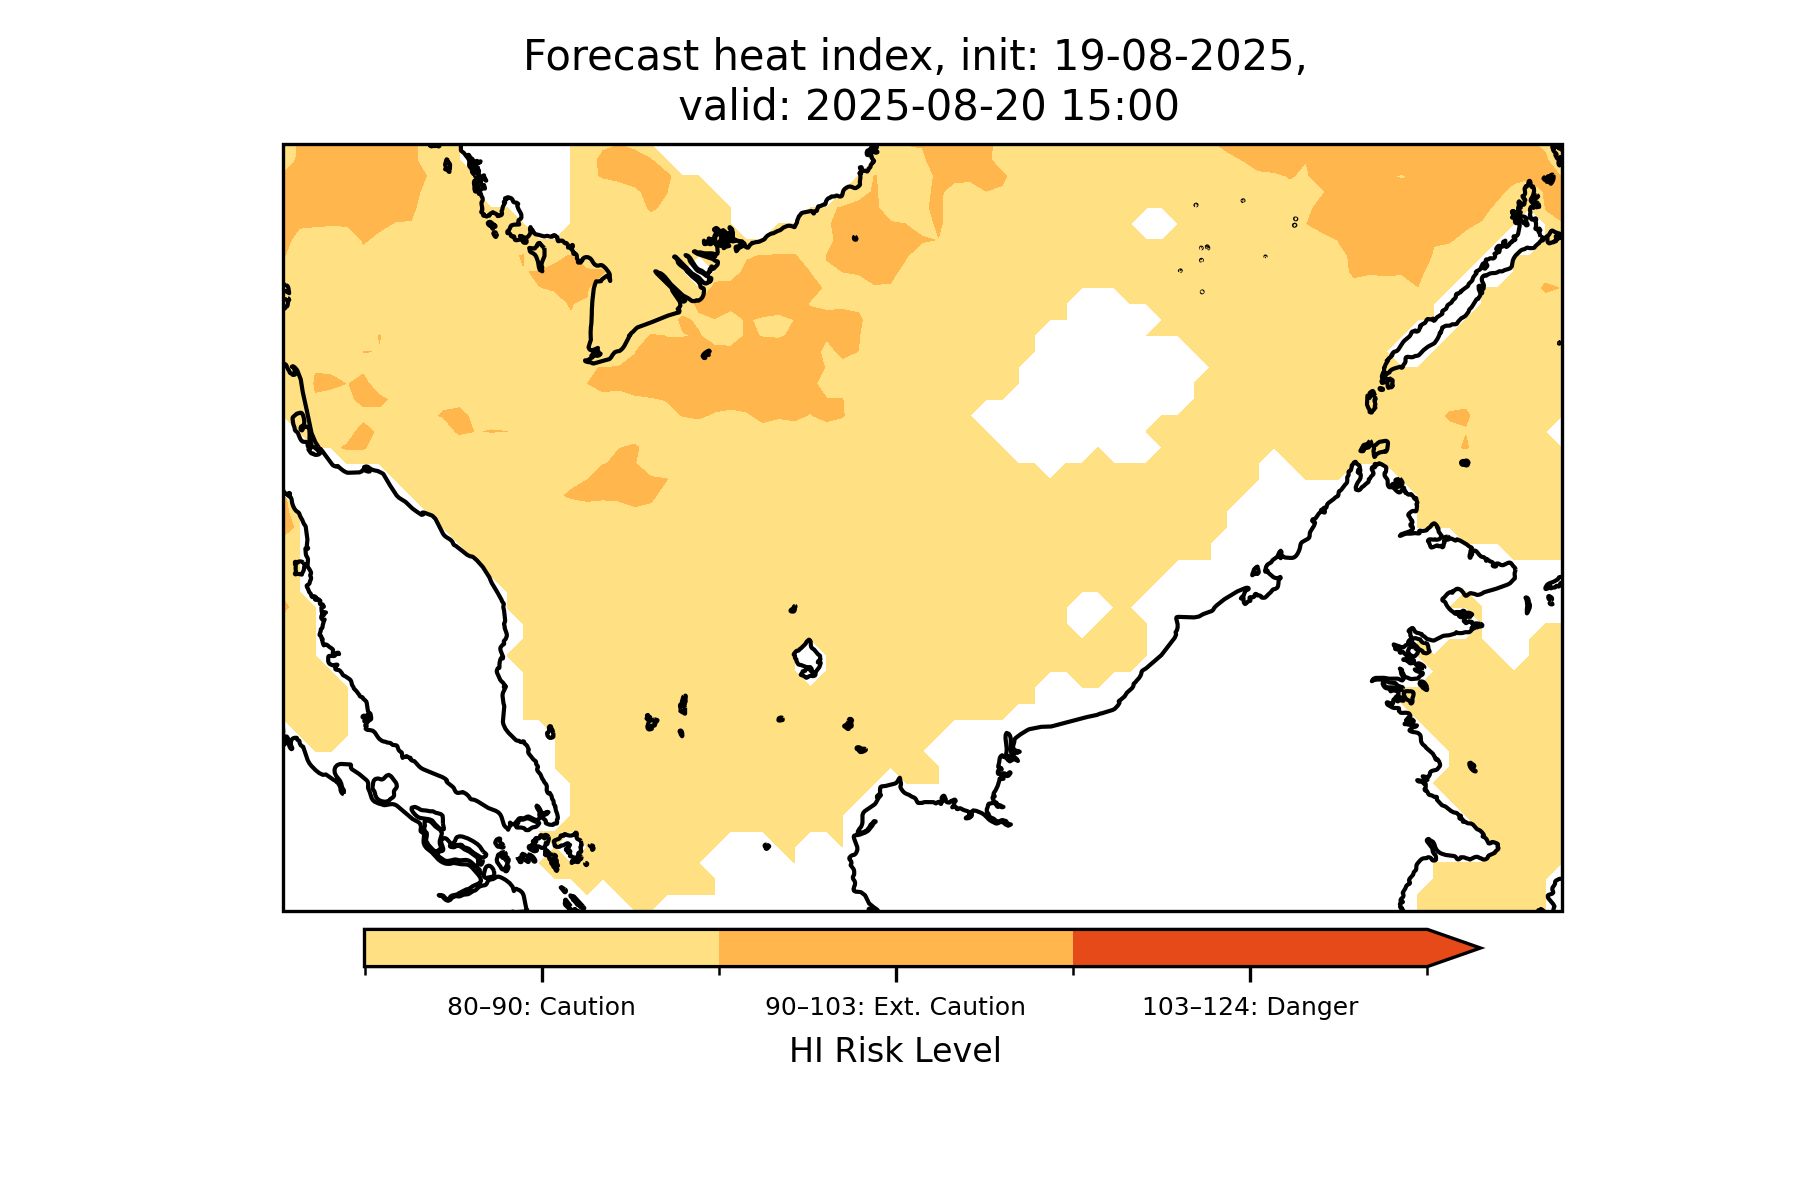 Forecast heat index, init: 19-08-2025,
valid: 2025-08-20 15:00
80–90: Caution
90–103: Ext. Caution
103–124: Danger
HI Risk Level